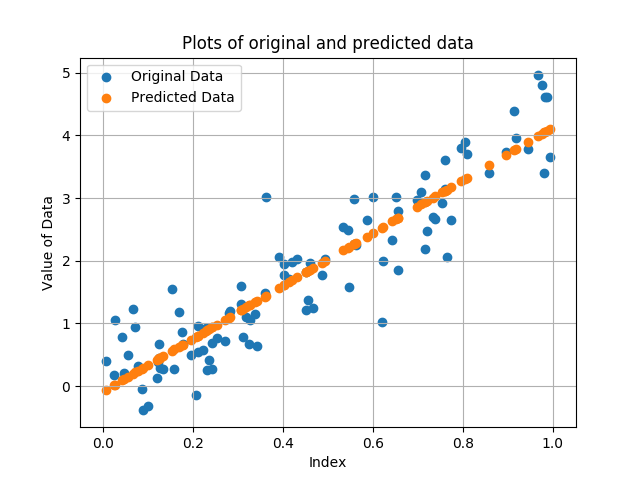 Plots of original and predicted data
Original Data
Predicted Data
Value of Data
5
4
3
2
1
0
0.0 0.2 0.4 0.6 0.8 1.0
Index